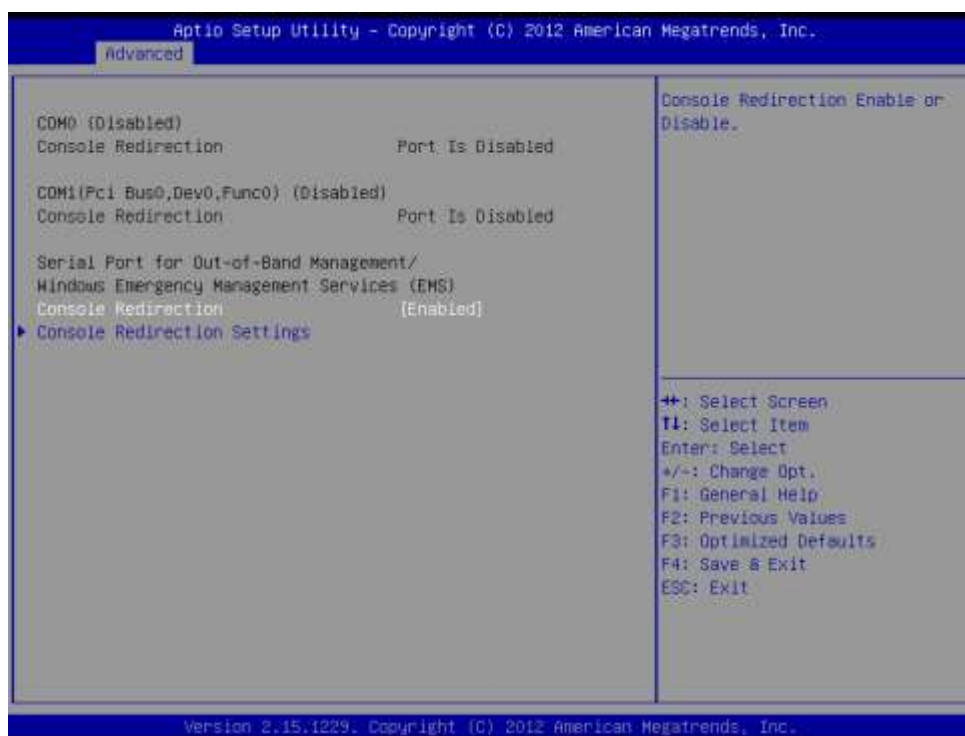 Aptio Setup Utility – Copyright (C) 2012 American Megatrends, Inc.
Advanced
COM0 (Disabled)
Console Redirection Port Is Disabled
COM1(Pci Bus0,Dev0,Func0) (Disabled)
Console Redirection Port Is Disabled
Serial Port for Out-of-Band Management/
Windows Emergency Management Services (EMS)
Console Redirection [Enabled]
Console Redirection Settings
Console Redirection Enable or
Disable.
→←: Select Screen
↑↓: Select Item
Enter: Select
+/-: Change Opt.
F1: General Help
F2: Previous Values
F3: Optimized Defaults
F4: Save & Exit
ESC: Exit
Version 2.15.1229. Copyright (C) 2012 American Megatrends, Inc.